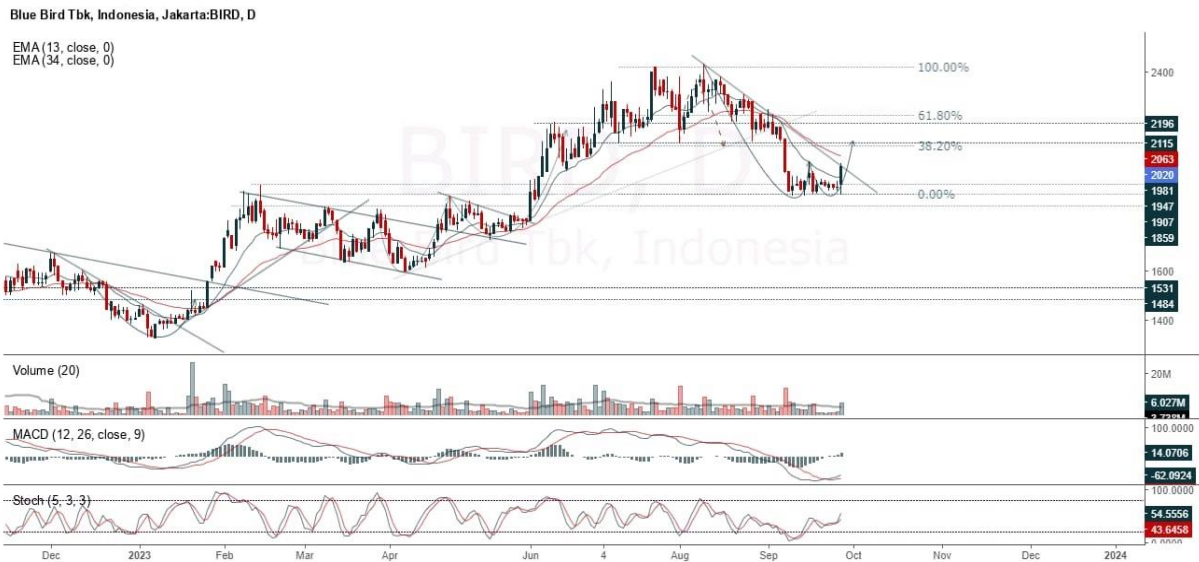 Blue Bird Tbk, Indonesia, Jakarta:BIRD, D
EMA (13, close, 0)
EMA (34, close, 0)
BIRD, D
Blue Bird Tbk, Indonesia
100.00%
61.80%
38.20%
0.00%
2400
2196
2115
2063
2020
1981
1947
1907
1859
1600
1531
1484
1400
Volume (20)
20M
6.027M
MACD (12, 26, close, 9)
100.0000
14.0706
-62.0924
Stoch (5, 3, 3)
100.0000
54.5556
43.6458
0.0000
Dec 2023 Feb Mar Apr Jun 4 Aug Sep Oct Nov Dec 2024